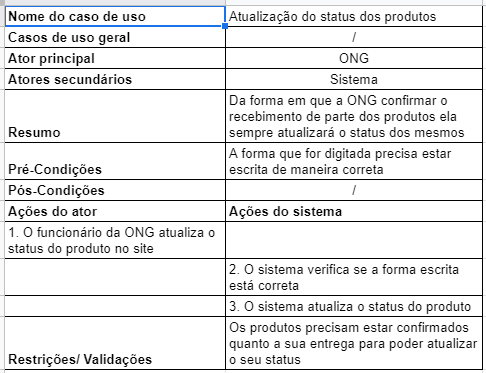 Nome do caso de uso Atualização do status dos produtos
Casos de uso geral /
Ator principal ONG
Atores secundários Sistema
Da forma em que a ONG confirmar o
recebimento de parte dos produtos ela
Resumo sempre atualizará o status dos mesmos
A forma que for digitada precisa estar
Pré-Condições escrita de maneira correta
Pós-Condições /
Ações do ator Ações do sistema
1. O funcionário da ONG atualiza o
status do produto no site
2. O sistema verifica se a forma escrita
está correta
3. O sistema atualiza o status do produto
Os produtos precisam estar confirmados
quanto a sua entrega para poder atualizar
Restrições/ Validações o seu status